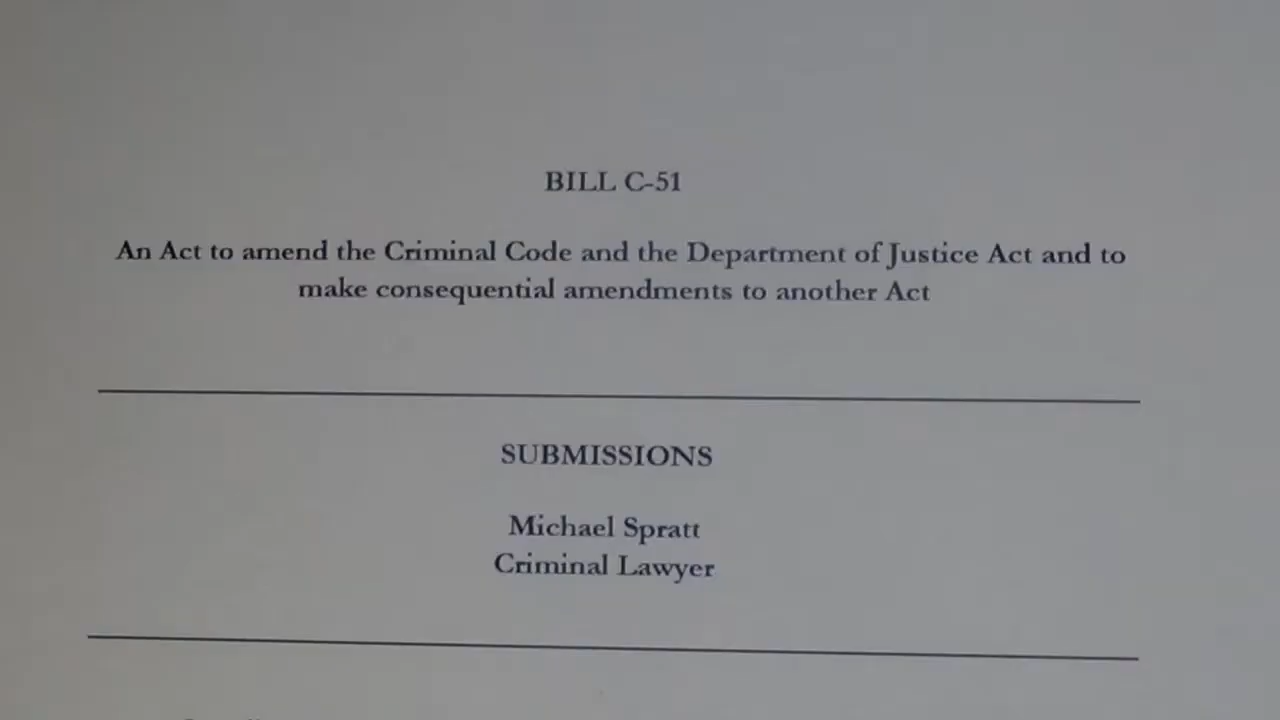 BILL C-51
An Act to amend the Criminal Code and the Department of Justice Act and to
make consequential amendments to another Act
SUBMISSIONS
Michael Spratt
Criminal Lawyer